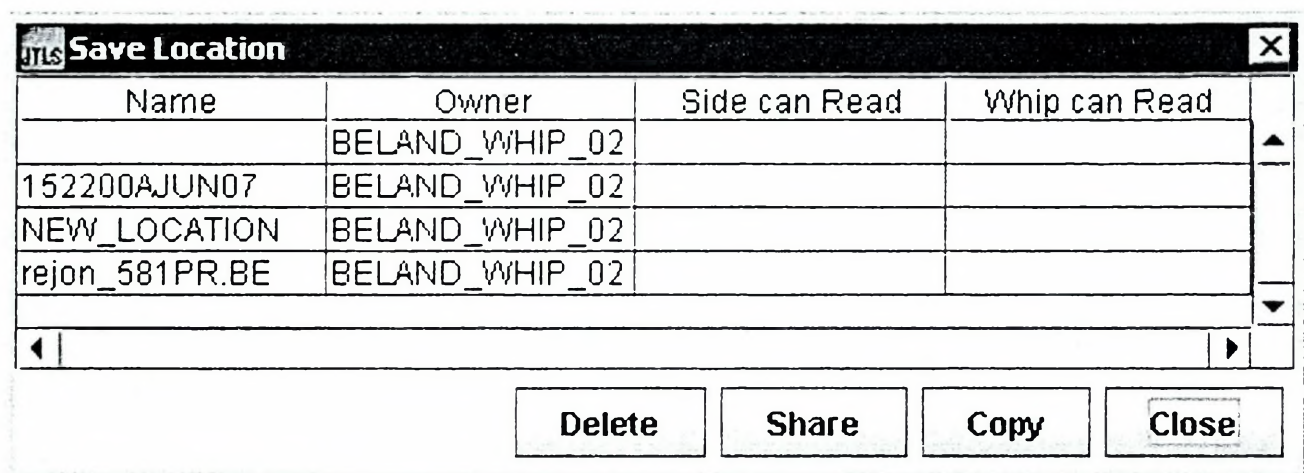 JTLS Save Location
Name Owner Side can Read Whip can Read
BELAND_WHIP_02
152200AJUN07 BELAND_WHIP_02
NEW_LOCATION BELAND_WHIP_02
rejon_581PR.BE BELAND_WHIP_02
Delete Share Copy Close